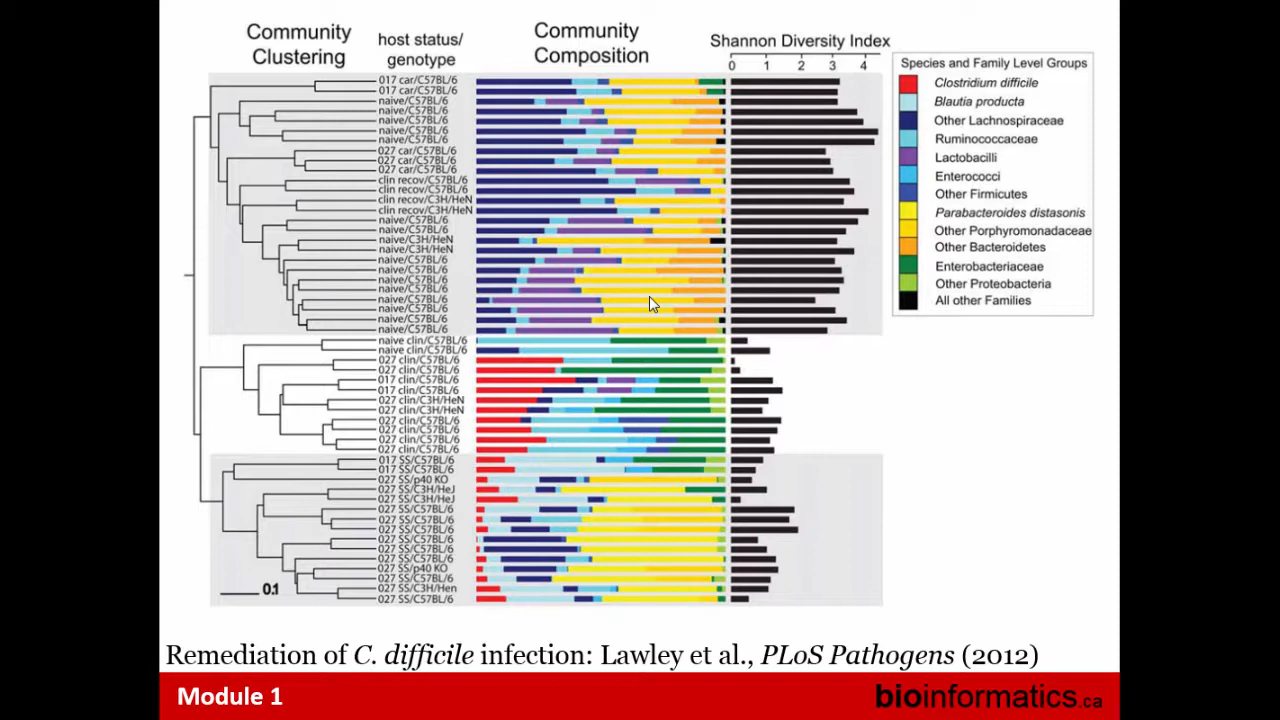 Community Clustering
host status/ genotype
Community Composition
Shannon Diversity Index
0 1 2 3 4
017 car/C57BL/6
017 car/C57BL/6
naive/C57BL/6
naive/C57BL/6
naive/C57BL/6
naive/C57BL/6
naive/C57BL/6
027 car/C57BL/6
027 car/C57BL/6
027 car/C57BL/6
clin recov/C57BL/6
clin recov/C57BL/6
clin recov/C3H/HeN
clin recov/C3H/HeN
naive/C57BL/6
naive/C57BL/6
naive/C3H/HeN
naive/C3H/HeN
naive/C57BL/6
naive/C57BL/6
naive/C57BL/6
naive/C57BL/6
naive/C57BL/6
naive/C57BL/6
naive/C57BL/6
naive/C57BL/6
naive clin/C57BL/6
naive clin/C57BL/6
027 clin/C57BL/6
027 clin/C57BL/6
017 clin/C57BL/6
017 clin/C57BL/6
027 clin/C3H/HeN
027 clin/C3H/HeN
027 clin/C57BL/6
027 clin/C57BL/6
027 clin/C57BL/6
027 clin/C57BL/6
017 SS/C57BL/6
017 SS/C57BL/6
027 SS/p40 KO
027 SS/C3H/HeJ
027 SS/C3H/HeJ
027 SS/C57BL/6
027 SS/C57BL/6
027 SS/C57BL/6
027 SS/C57BL/6
027 SS/C57BL/6
027 SS/C57BL/6
027 SS/p40 KO
027 SS/C57BL/6
027 SS/C3H/Hen
027 SS/C57BL/6
0.1
Species and Family Level Groups
Clostridium difficile
Blautia producta
Other Lachnospiraceae
Ruminococcaceae
Lactobacilli
Enterococci
Other Firmicutes
Parabacteroides distasonis
Other Porphyromonadaceae
Other Bacteroidetes
Enterobacteriaceae
Other Proteobacteria
All other Families
Remediation of C. difficile infection: Lawley et al., PLoS Pathogens (2012)
Module 1
bioinformatics.ca